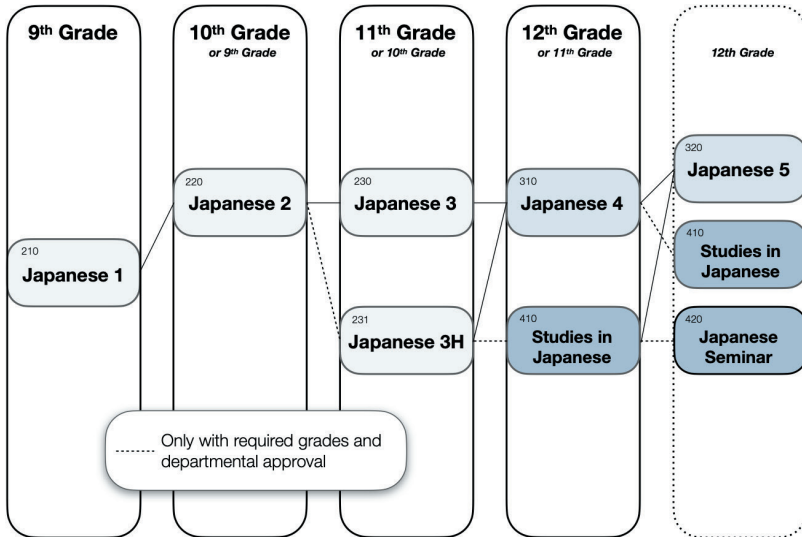 9th Grade
10th Grade
or 9th Grade
11th Grade
or 10th Grade
12th Grade
or 11th Grade
12th Grade
210
Japanese 1
220
Japanese 2
230
Japanese 3
231
Japanese 3H
310
Japanese 4
410
Studies in
Japanese
320
Japanese 5
410
Studies in
Japanese
420
Japanese
Seminar
Only with required grades and
departmental approval